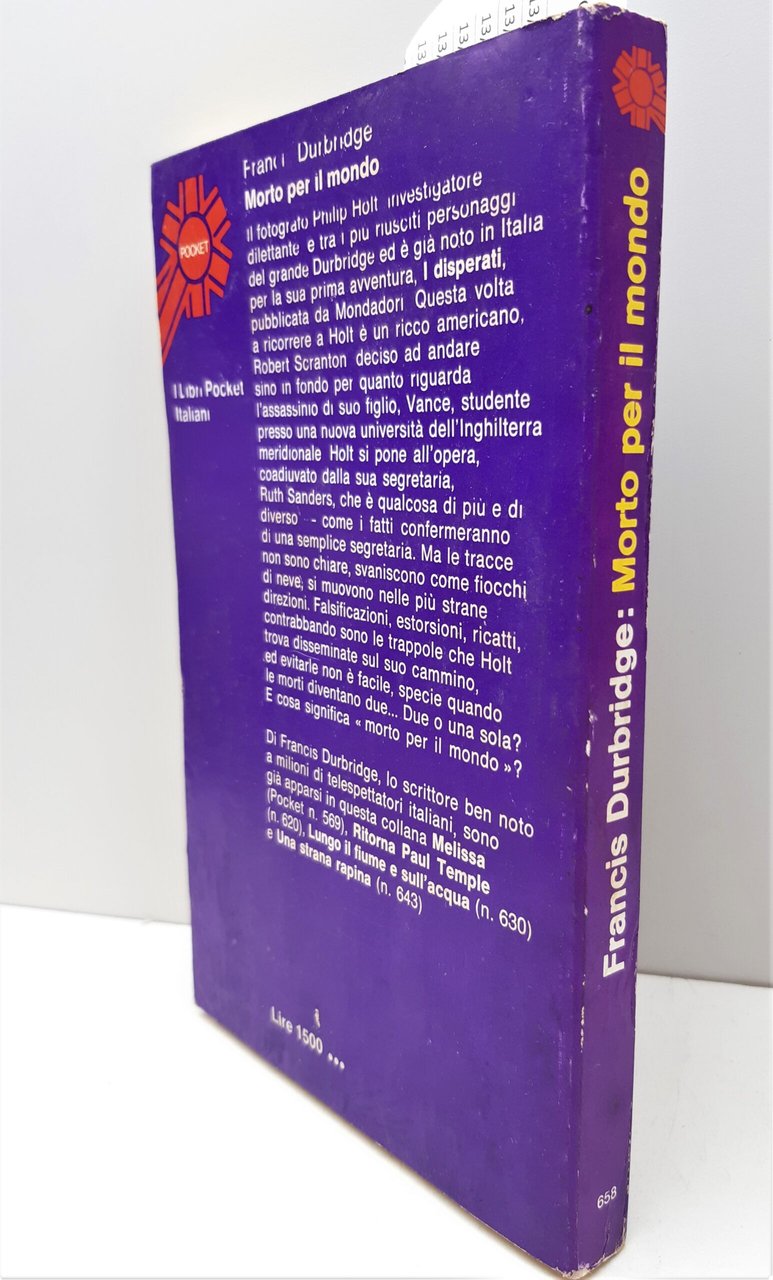 Francis Durbridge
Morto per il mondo
Il fotografo Philip Holt investigatore
dilettante e tra i più riusciti personaggi
del grande Durbridge ed è già noto in Italia
per la sua prima avventura, I disperati,
pubblicata da Mondadori Questa volta
a ricorrere a Holt è un ricco americano,
Robert Scranton deciso ad andare
sino in fondo per quanto riguarda
l'assassinio di suo figlio, Vance, studente
presso una nuova università dell'Inghilterra
meridionale Holt si pone all'opera,
coadiuvato dalla sua segretaria,
Ruth Sanders, che è qualcosa di più e di
diverso - come i fatti confermeranno
di una semplice segretaria. Ma le tracce
non sono chiare, svaniscono come fiocchi
di neve, si muovono nelle più strane
direzioni. Falsificazioni, estorsioni, ricatti,
contrabbando sono le trappole che Holt
trova disseminate sul suo cammino,
ed evitarle non è facile, specie quando
le morti diventano due... Due o una sola?
E cosa significa « morto per il mondo »?
Di Francis Durbridge, lo scrittore ben noto
a milioni di telespettatori italiani, sono
già apparsi in questa collana Melissa
(Pocket n. 569), Ritorna Paul Temple
(n. 620), Lungo il fiume e sull'acqua (n. 630)
e Una strana rapina (n. 643)
POCKET
I Libri Pocket
Italiani
Lire 1500 ...
Francis Durbridge: Morto per il mondo
658